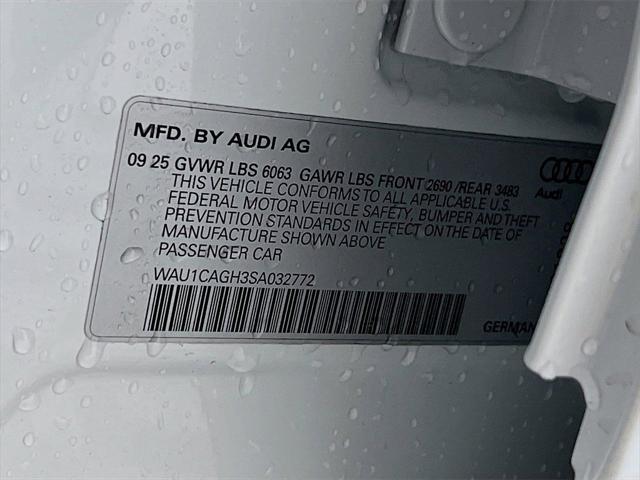 MFD. BY AUDI AG
09 25 GVWR LBS 6063 GAWR LBS FRONT 2690 /REAR 3483
THIS VEHICLE CONFORMS TO ALL APPLICABLE U.S.
FEDERAL MOTOR VEHICLE SAFETY, BUMPER AND THEFT
PREVENTION STANDARDS IN EFFECT ON THE DATE OF
MANUFACTURE SHOWN ABOVE
PASSENGER CAR
WAU1CAGH3SA032772
Audi
GERMAN